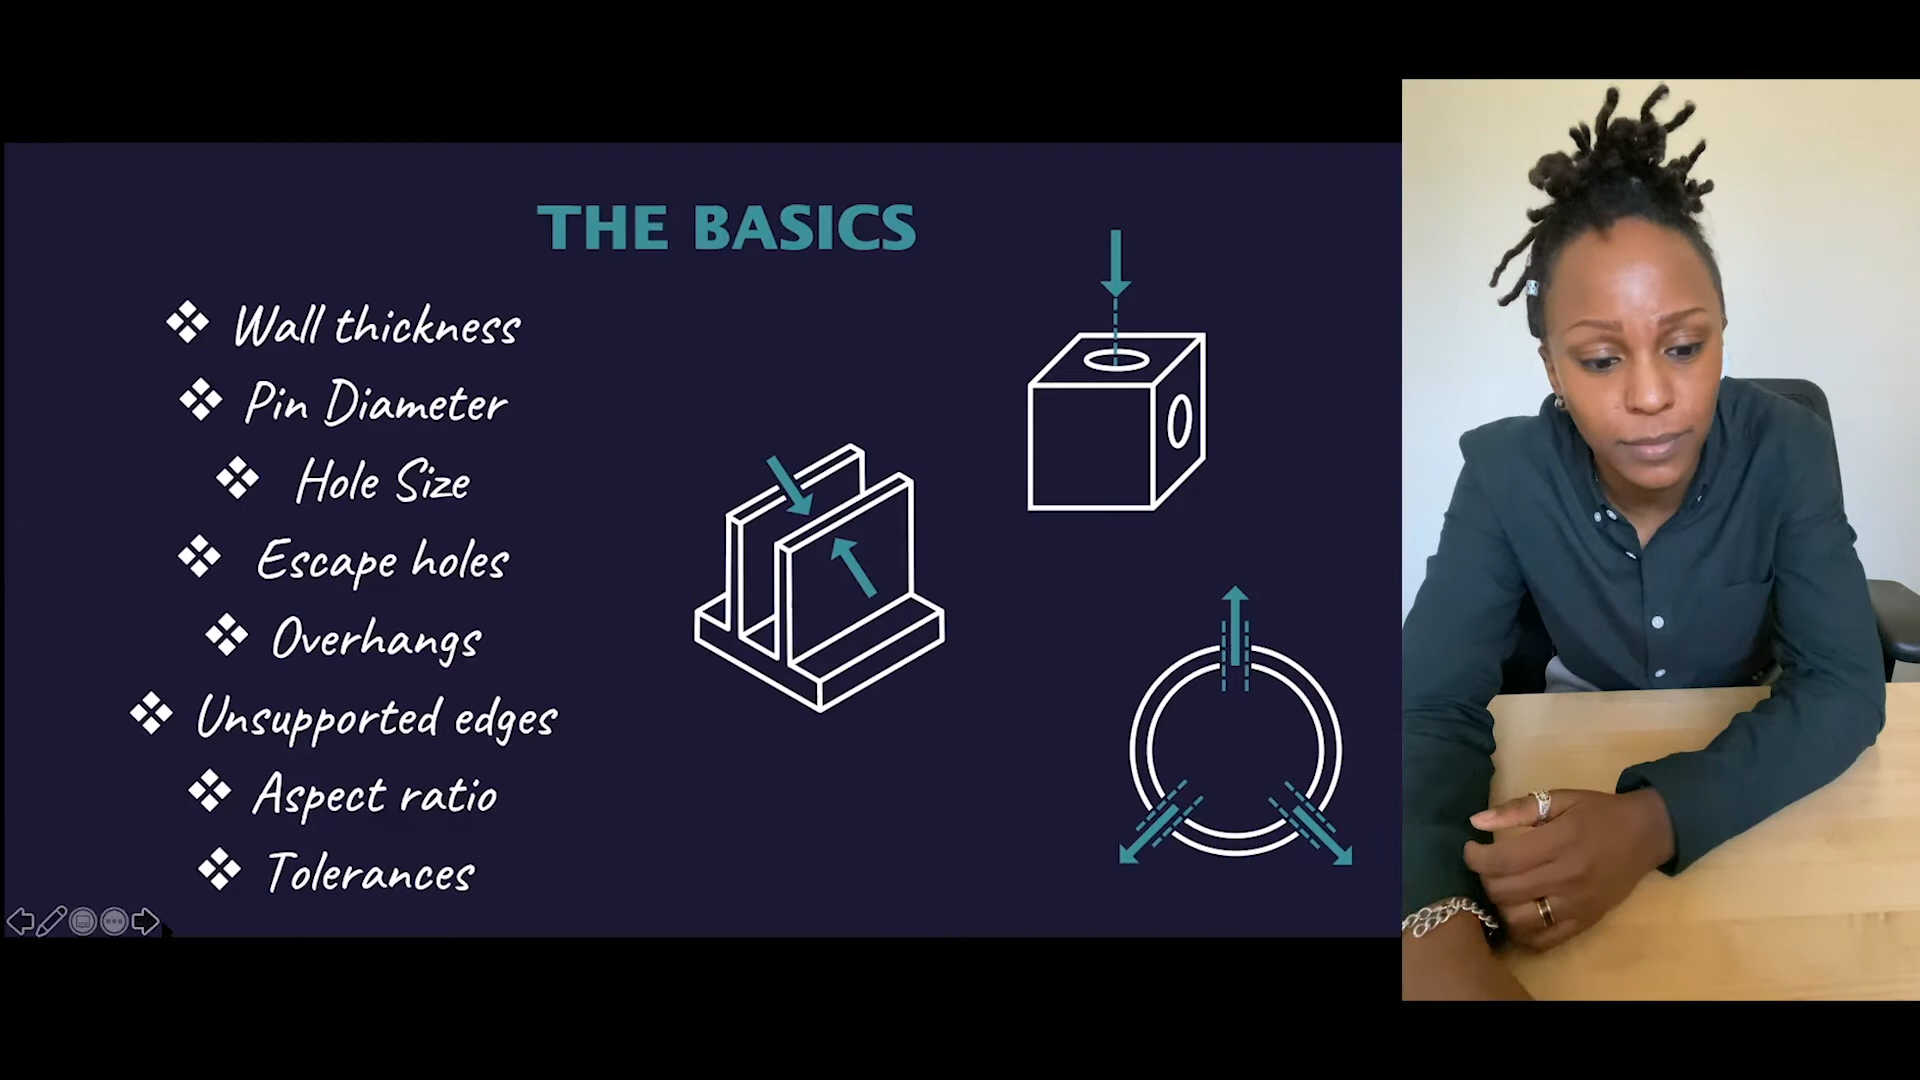 THE BASICS
Wall thickness
Pin Diameter
Hole Size
Escape holes
Overhangs
Unsupported edges
Aspect ratio
Tolerances